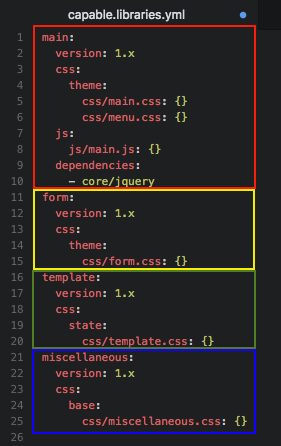 capable.libraries.yml
1 main:
2   version: 1.x
3   css:
4     theme:
5       css/main.css: {}
6       css/menu.css: {}
7   js:
8     js/main.js: {}
9   dependencies:
10     - core/jquery
11 form:
12   version: 1.x
13   css:
14     theme:
15       css/form.css: {}
16 template:
17   version: 1.x
18   css:
19     state:
20       css/template.css: {}
21 miscellaneous:
22   version: 1.x
23   css:
24     base:
25       css/miscellaneous.css: {}
26